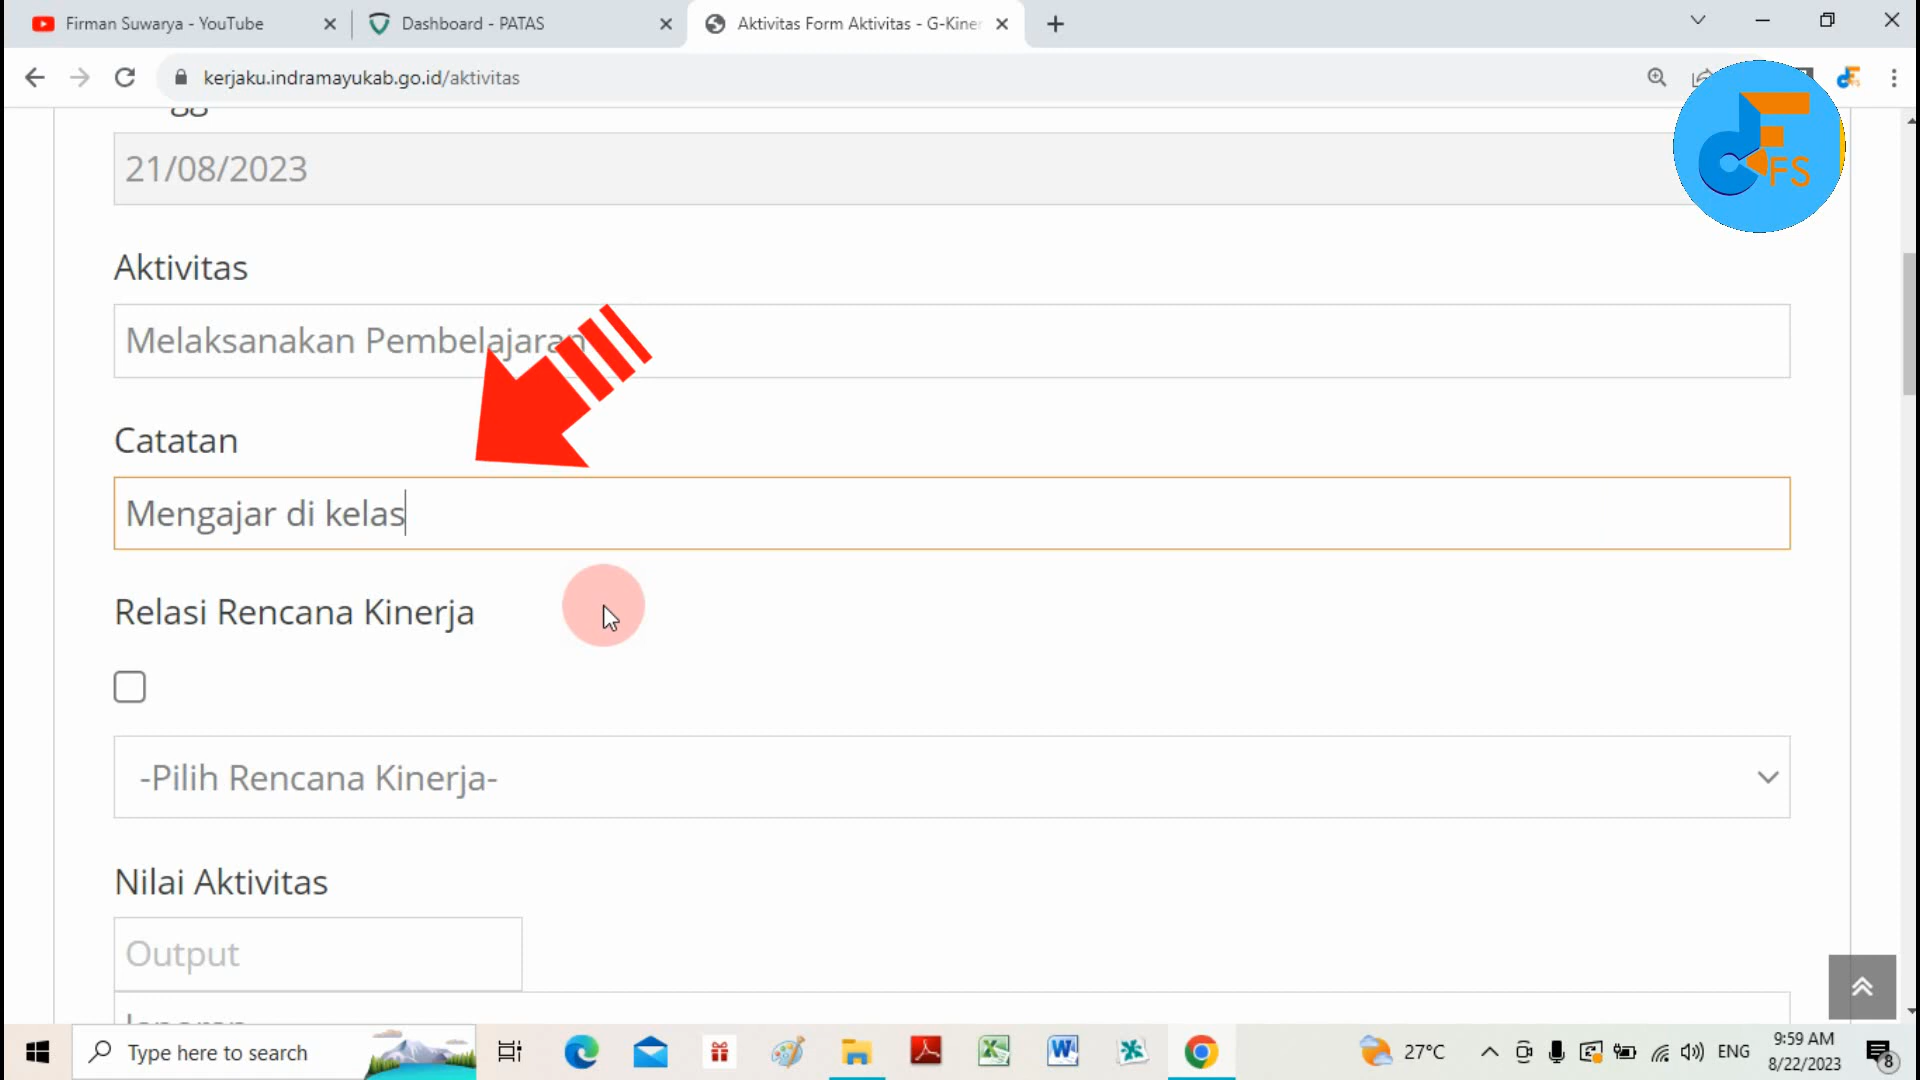 Firman Suwarya - YouTube
Dashboard - PATAS
Aktivitas Form Aktivitas - G-Kiner
kerjaku.indramayukab.go.id/aktivitas
FS
21/08/2023
Aktivitas
Melaksanakan Pembelajaran
Catatan
Mengajar di kelas
Relasi Rencana Kinerja
-Pilih Rencana Kinerja-
Nilai Aktivitas
Output
Type here to search
27°C
ENG
9:59 AM
8/22/2023
8